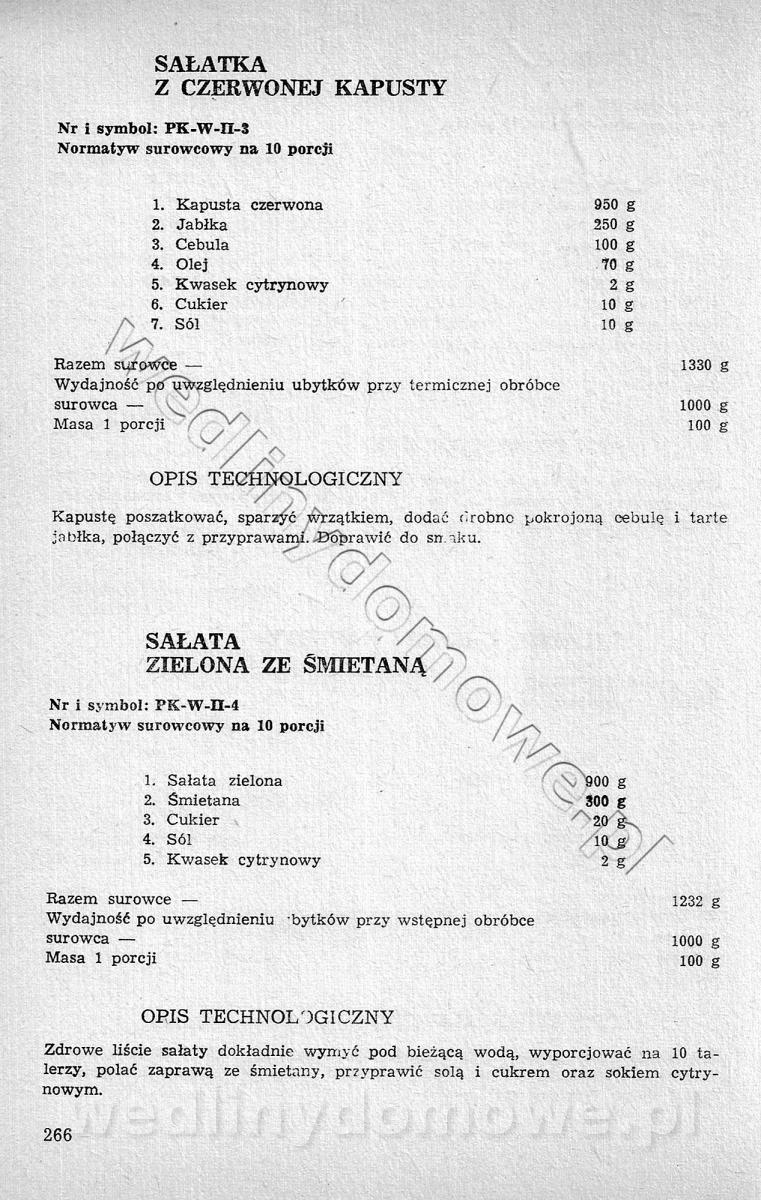 SAŁATKA
Z CZERWONEJ KAPUSTY
Nr i symbol: PK-W-II-3
Normatyw surowcowy na 10 porcji
1. Kapusta czerwona 950 g
2. Jabłka 250 g
3. Cebula 100 g
4. Olej 70 g
5. Kwasek cytrynowy 2 g
6. Cukier 10 g
7. Sól 10 g
Razem surowce — 1330 g
Wydajność po uwzględnieniu ubytków przy termicznej obróbce
surowca — 1000 g
Masa 1 porcji 100 g
OPIS TECHNOLOGICZNY
Kapustę poszatkować, sparzyć wrzątkiem, dodać drobno pokrojoną cebulę i tarte
jabłka, połączyć z przyprawami. Doprawić do smaku.
SAŁATA
ZIELONA ZE ŚMIETANĄ
Nr i symbol: PK-W-II-4
Normatyw surowcowy na 10 porcji
1. Sałata zielona 900 g
2. Śmietana 300 g
3. Cukier 20 g
4. Sól 10 g
5. Kwasek cytrynowy 2 g
Razem surowce — 1232 g
Wydajność po uwzględnieniu ubytków przy wstępnej obróbce
surowca — 1000 g
Masa 1 porcji 100 g
OPIS TECHNOLOGICZNY
Zdrowe liście sałaty dokładnie wymyć pod bieżącą wodą, wyporcjować na 10 ta-
lerzy, polać zaprawą ze śmietany, przyprawić solą i cukrem oraz sokiem cytry-
nowym.
266
wedlinydomowe.pl
wedlinydomowe.pl